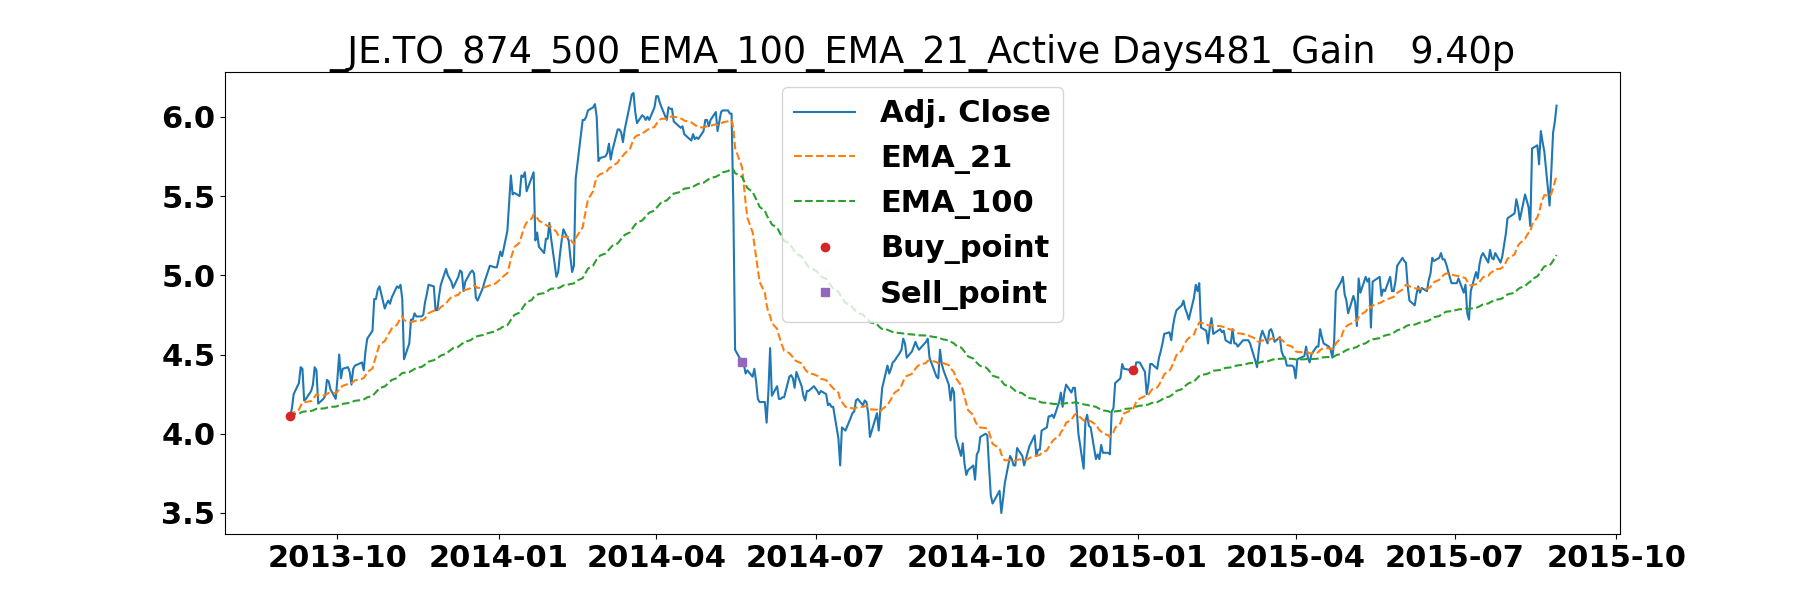 _JE.TO_874_500_EMA_100_EMA_21_Active Days481_Gain   9.40p
Adj. Close
EMA_21
EMA_100
Buy_point
Sell_point
6.0
5.5
5.0
4.5
4.0
3.5
2013-10 2014-01 2014-04 2014-07 2014-10 2015-01 2015-04 2015-07 2015-10